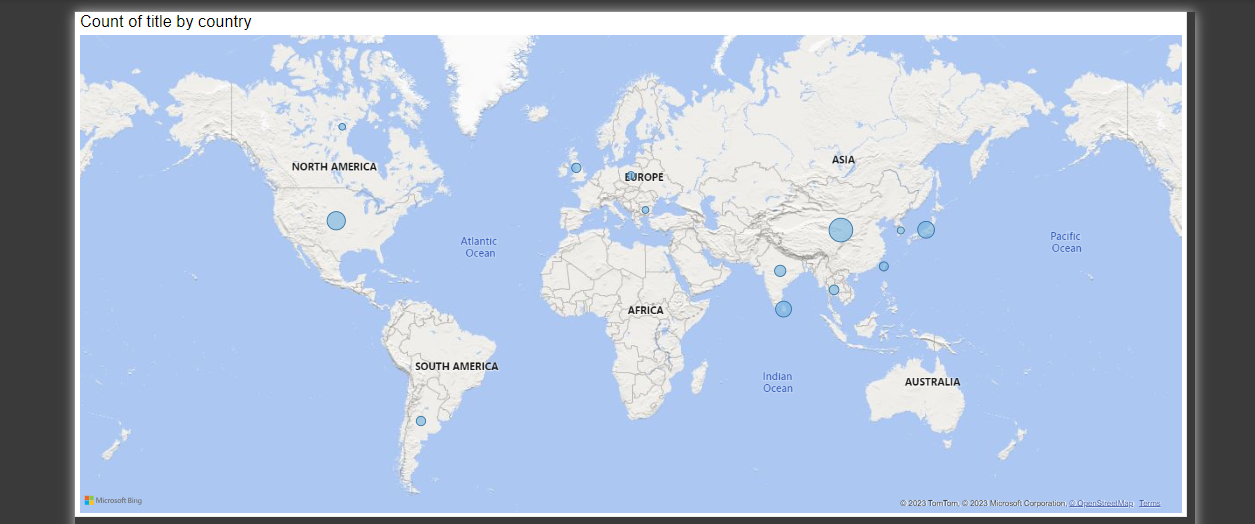 Count of title by country
NORTH AMERICA
EUROPE
ASIA
Atlantic
Ocean
Pacific
Ocean
AFRICA
SOUTH AMERICA
Indian
Ocean
AUSTRALIA
Microsoft Bing
© 2023 TomTom, © 2023 Microsoft Corporation, © OpenStreetMap Terms